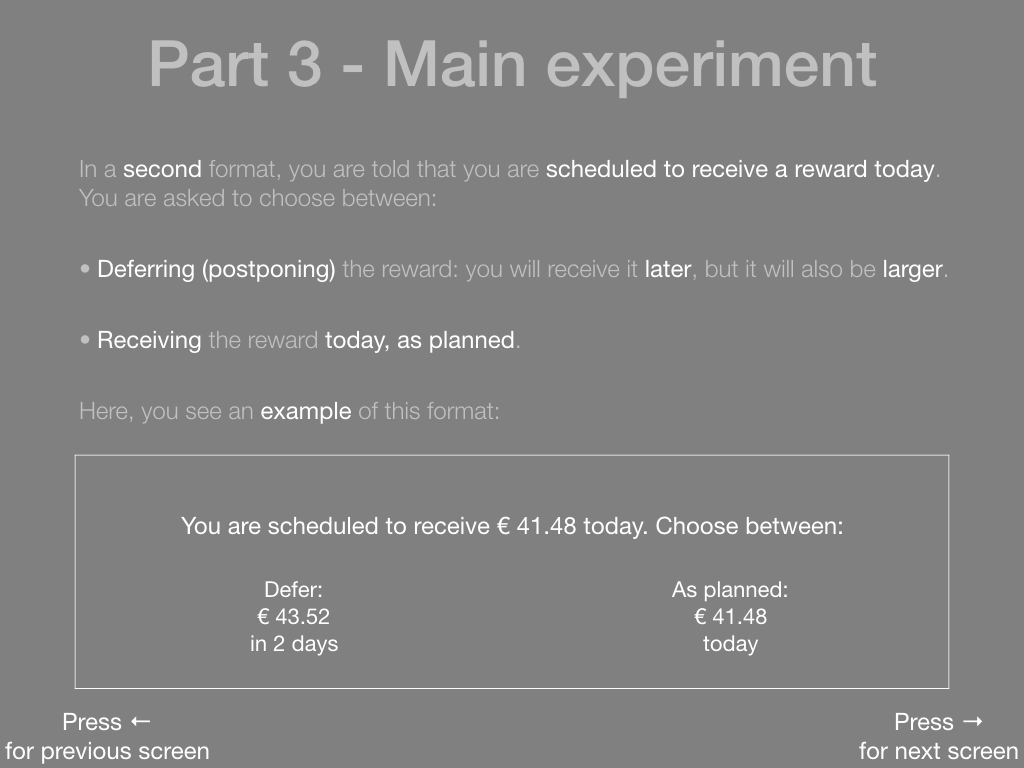 Part 3 - Main experiment
In a second format, you are told that you are scheduled to receive a reward today.
You are asked to choose between:
• Deferring (postponing) the reward: you will receive it later, but it will also be larger.
• Receiving the reward today, as planned.
Here, you see an example of this format:
You are scheduled to receive € 41.48 today. Choose between:
Defer:
€ 43.52
in 2 days
As planned:
€ 41.48
today
Press ←
for previous screen
Press →
for next screen